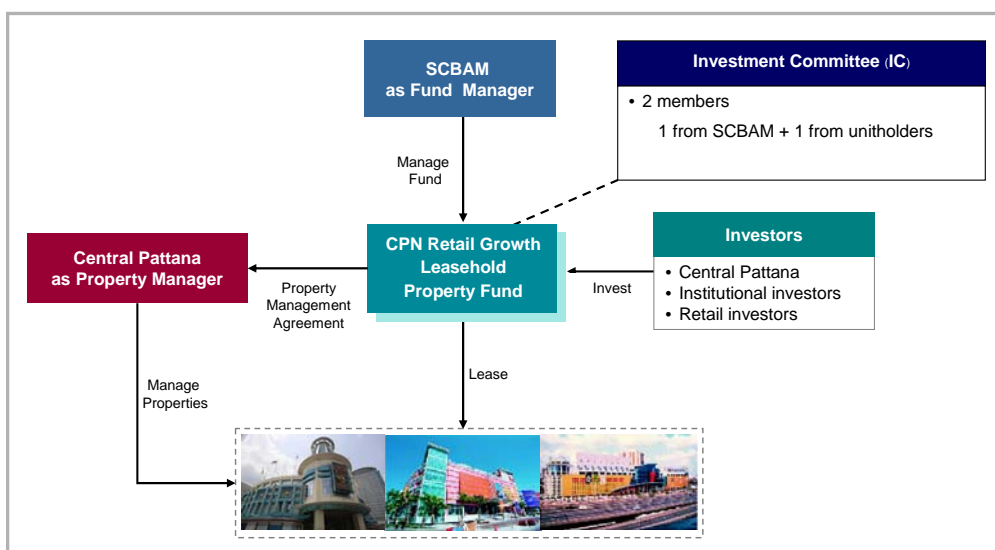 SCBAM
as Fund Manager
Investment Committee (IC)
• 2 members
1 from SCBAM + 1 from unitholders
Manage
Fund
CPN Retail Growth
Leasehold
Property Fund
Central Pattana
as Property Manager
Property
Management
Agreement
Invest
Investors
• Central Pattana
• Institutional investors
• Retail investors
Manage
Properties
Lease